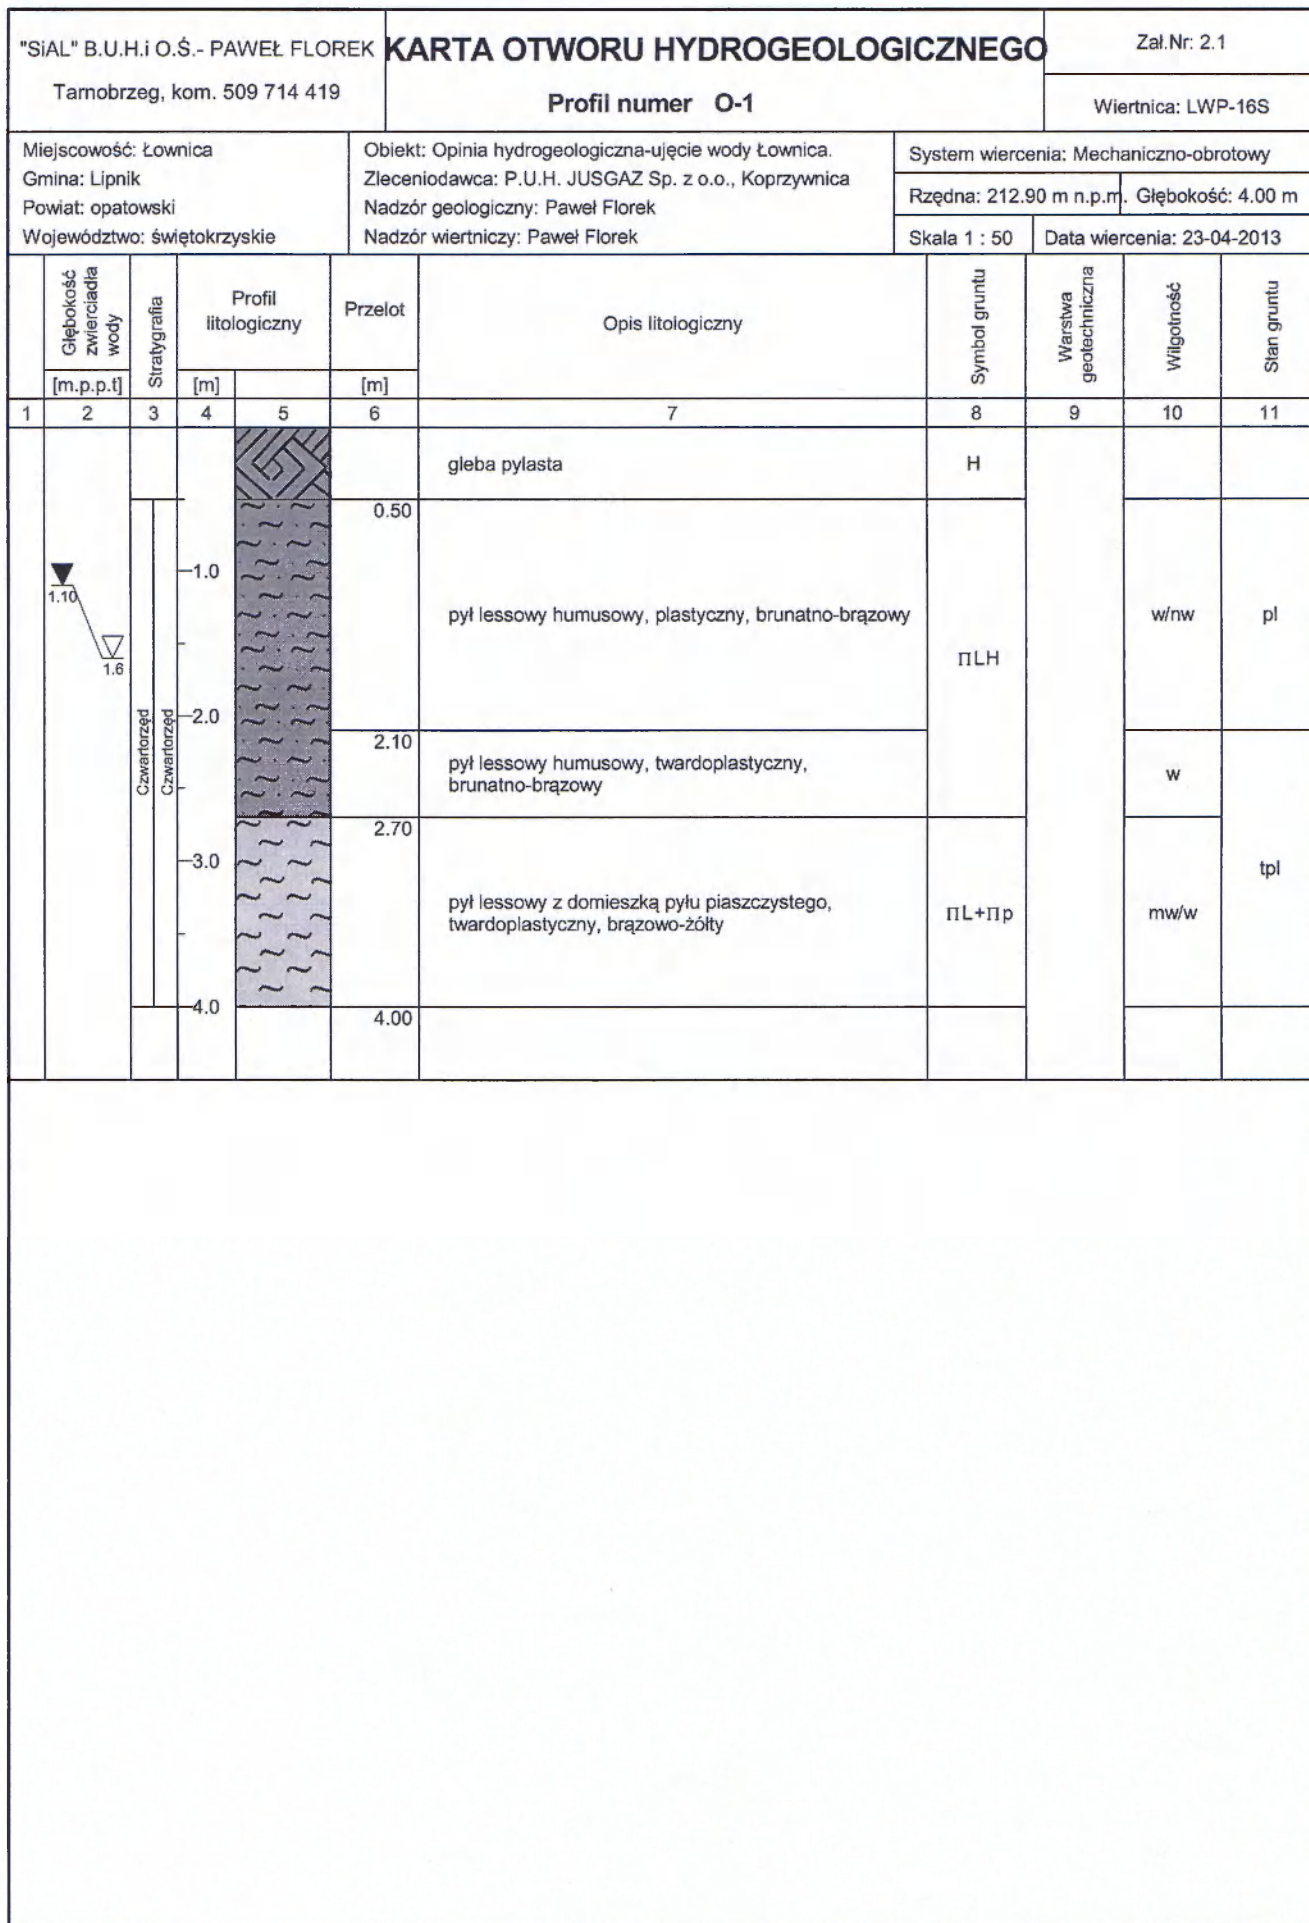 "SiAL" B.U.H.i O.Ś.- PAWEŁ FLOREK
Tarnobrzeg, kom. 509 714 419
KARTA OTWORU HYDROGEOLOGICZNEGO
Profil numer O-1
Zał.Nr: 2.1
Wiertnica: LWP-16S
Miejscowość: Łownica
Gmina: Lipnik
Powiat: opatowski
Województwo: świętokrzyskie
Obiekt: Opinia hydrogeologiczna-ujęcie wody Łownica.
Zleceniodawca: P.U.H. JUSGAZ Sp. z o.o., Koprzywnica
Nadzór geologiczny: Paweł Florek
Nadzór wiertniczy: Paweł Florek
System wiercenia: Mechaniczno-obrotowy
Rzędna: 212.90 m n.p.m. Głębokość: 4.00 m
Skala 1 : 50 Data wiercenia: 23-04-2013
Głębokość
zwierciadła
wody
[m.p.p.t]
Stratygrafia
Profil
litologiczny
[m]
Przelot
[m]
Opis litologiczny
Symbol gruntu
Warstwa
geotechniczna
Wilgotność
Stan gruntu
1 2 3 4 5 6 7 8 9 10 11
gleba pylasta H
0.50
1.0
1.10
pył lessowy humusowy, plastyczny, brunatno-brązowy w/nw pl
1.6
ΠLH
Czwartorzęd
Czwartorzęd
2.0
2.10
pył lessowy humusowy, twardoplastyczny,
brunatno-brązowy
w
2.70
3.0
tpl
pył lessowy z domieszką pyłu piaszczystego,
twardoplastyczny, brązowo-żółty
ΠL+Πp mw/w
4.0
4.00